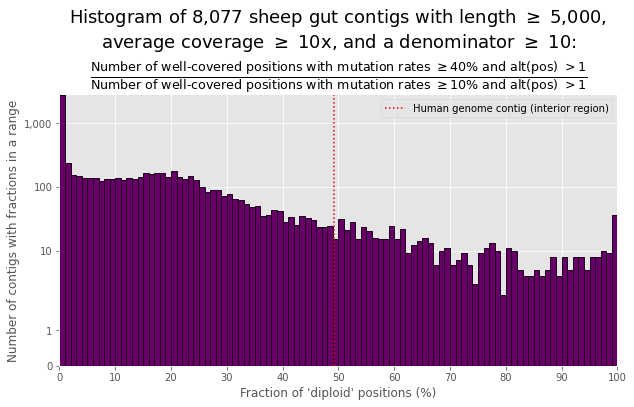 Histogram of 8,077 sheep gut contigs with length ≥ 5,000,
average coverage ≥ 10x, and a denominator ≥ 10:
Number of well-covered positions with mutation rates ≥40% and alt(pos) >1
Number of well-covered positions with mutation rates ≥10% and alt(pos) >1
Human genome contig (interior region)
Number of contigs with fractions in a range
1,000
100
10
1
0
0 10 20 30 40 50 60 70 80 90 100
Fraction of 'diploid' positions (%)